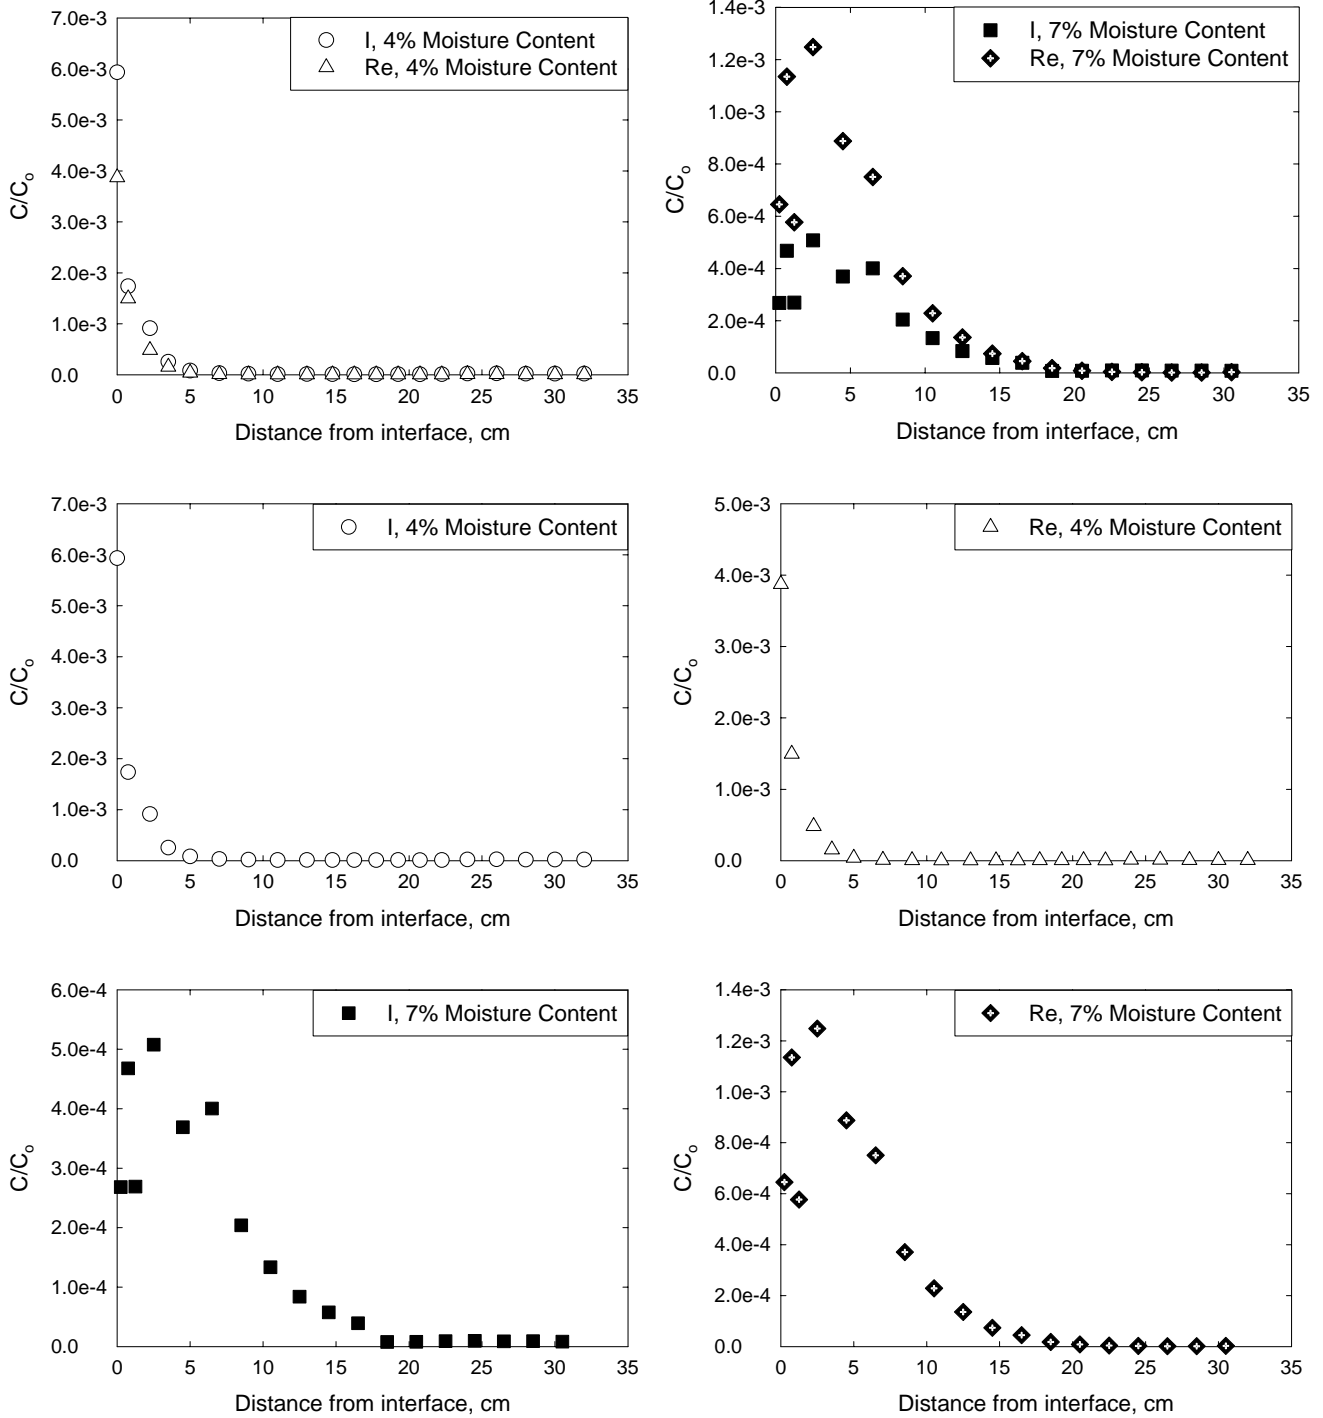 7.0e-3
6.0e-3
5.0e-3
4.0e-3
3.0e-3
2.0e-3
1.0e-3
0.0
C/Co
I, 4% Moisture Content
Re, 4% Moisture Content
0 5 10 15 20 25 30 35
Distance from interface, cm
1.4e-3
1.2e-3
1.0e-3
8.0e-4
6.0e-4
4.0e-4
2.0e-4
0.0
C/Co
I, 7% Moisture Content
Re, 7% Moisture Content
0 5 10 15 20 25 30 35
Distance from interface, cm
7.0e-3
6.0e-3
5.0e-3
4.0e-3
3.0e-3
2.0e-3
1.0e-3
0.0
C/Co
I, 4% Moisture Content
0 5 10 15 20 25 30 35
Distance from interface, cm
5.0e-3
4.0e-3
3.0e-3
2.0e-3
1.0e-3
0.0
C/Co
Re, 4% Moisture Content
0 5 10 15 20 25 30 35
Distance from interface, cm
6.0e-4
5.0e-4
4.0e-4
3.0e-4
2.0e-4
1.0e-4
0.0
C/Co
I, 7% Moisture Content
0 5 10 15 20 25 30 35
Distance from interface, cm
1.4e-3
1.2e-3
1.0e-3
8.0e-4
6.0e-4
4.0e-4
2.0e-4
0.0
C/Co
Re, 7% Moisture Content
0 5 10 15 20 25 30 35
Distance from interface, cm